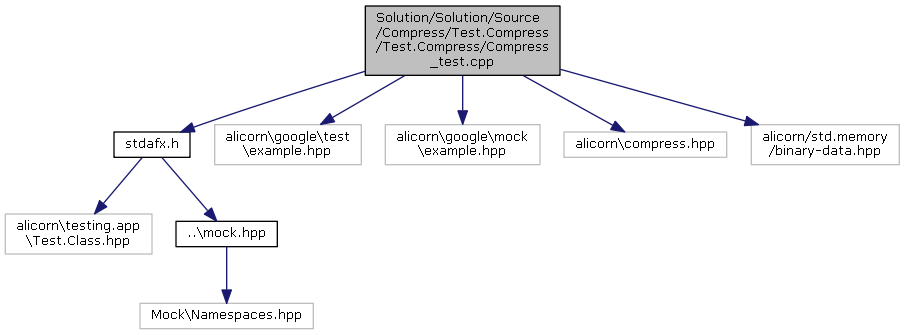 Solution/Solution/Source
/Compress/Test.Compress
/Test.Compress/Compress
_test.cpp
stdafx.h
alicorn\google\test
\example.hpp
alicorn\google\mock
\example.hpp
alicorn\compress.hpp
alicorn/std.memory
/binary-data.hpp
alicorn\testing.app
\Test.Class.hpp
..\mock.hpp
Mock\Namespaces.hpp